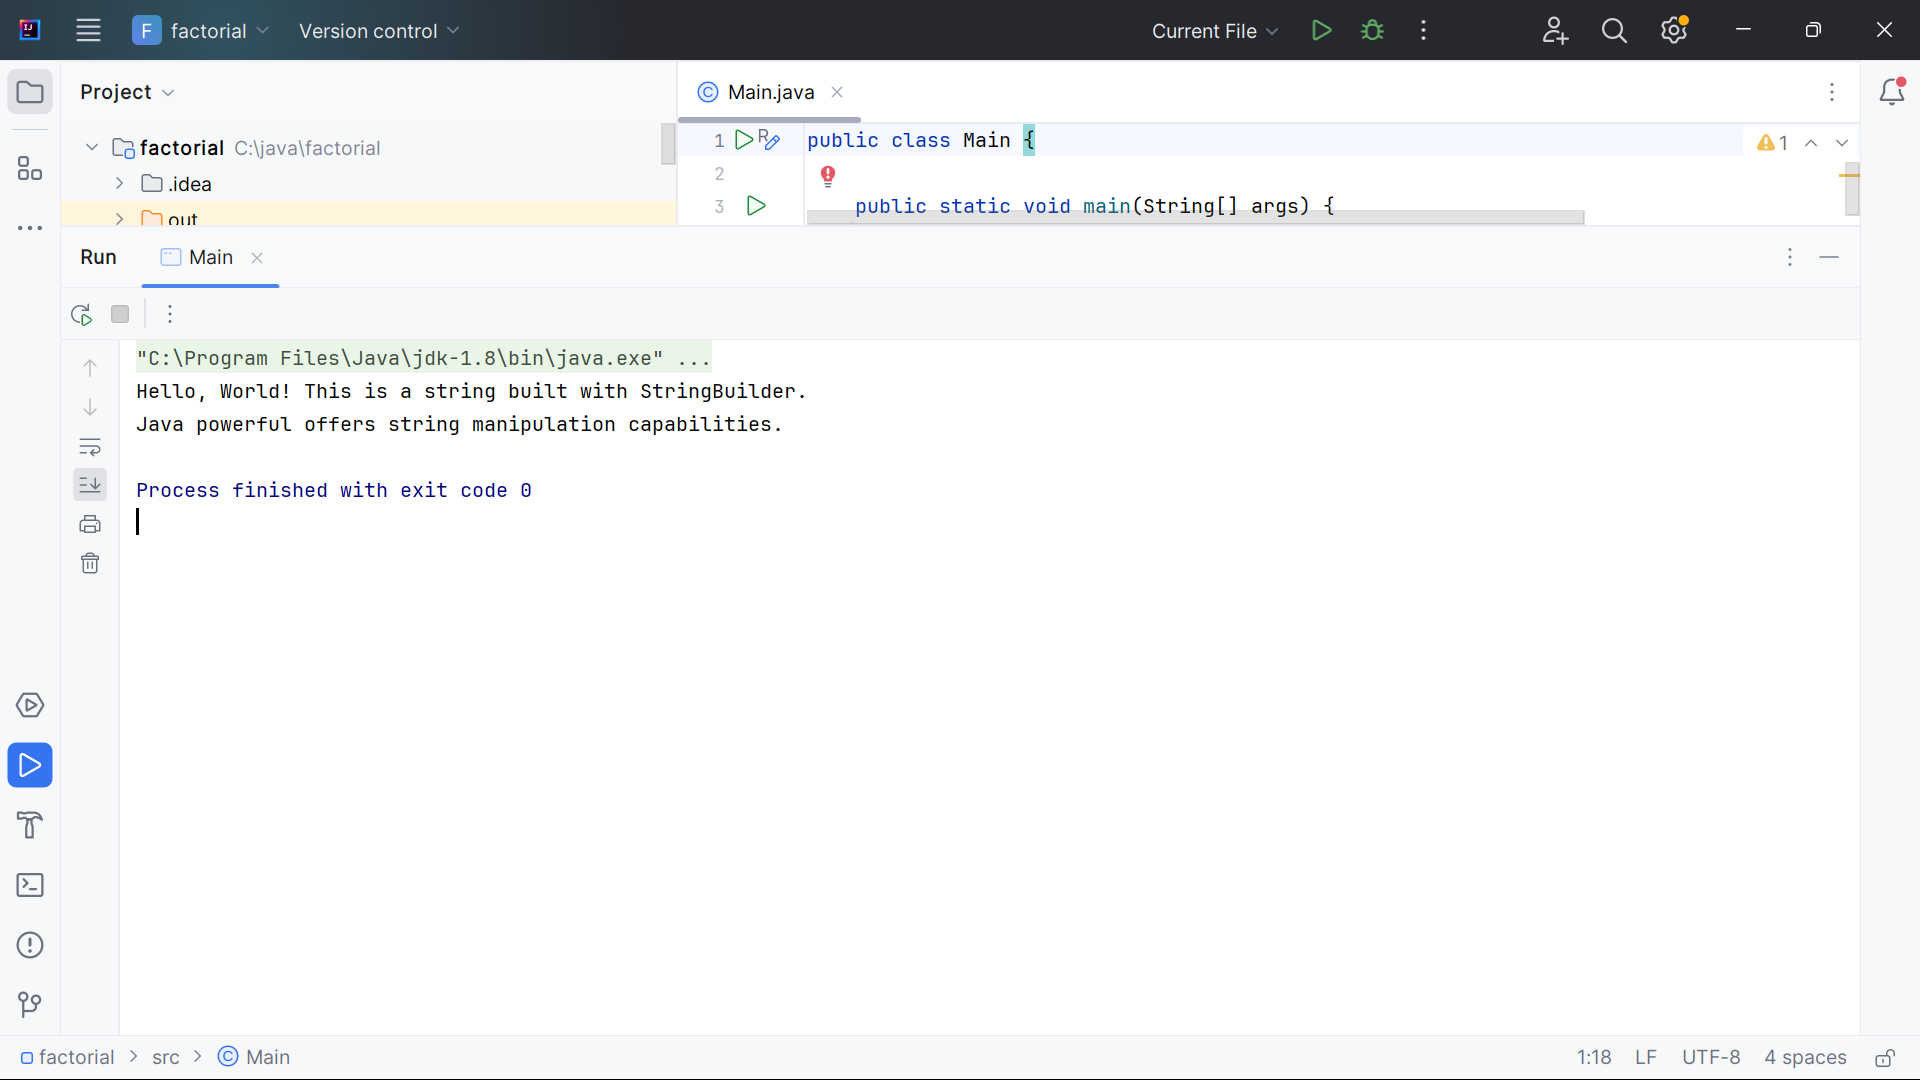 F factorial Version control Current File
Project Main.java
factorial C:\java\factorial 1 public class Main { 1
.idea 2
out 3 public static void main(String[] args) {
Run Main
"C:\Program Files\Java\jdk-1.8\bin\java.exe" ...
Hello, World! This is a string built with StringBuilder.
Java powerful offers string manipulation capabilities.
Process finished with exit code 0
factorial > src > Main 1:18 LF UTF-8 4 spaces